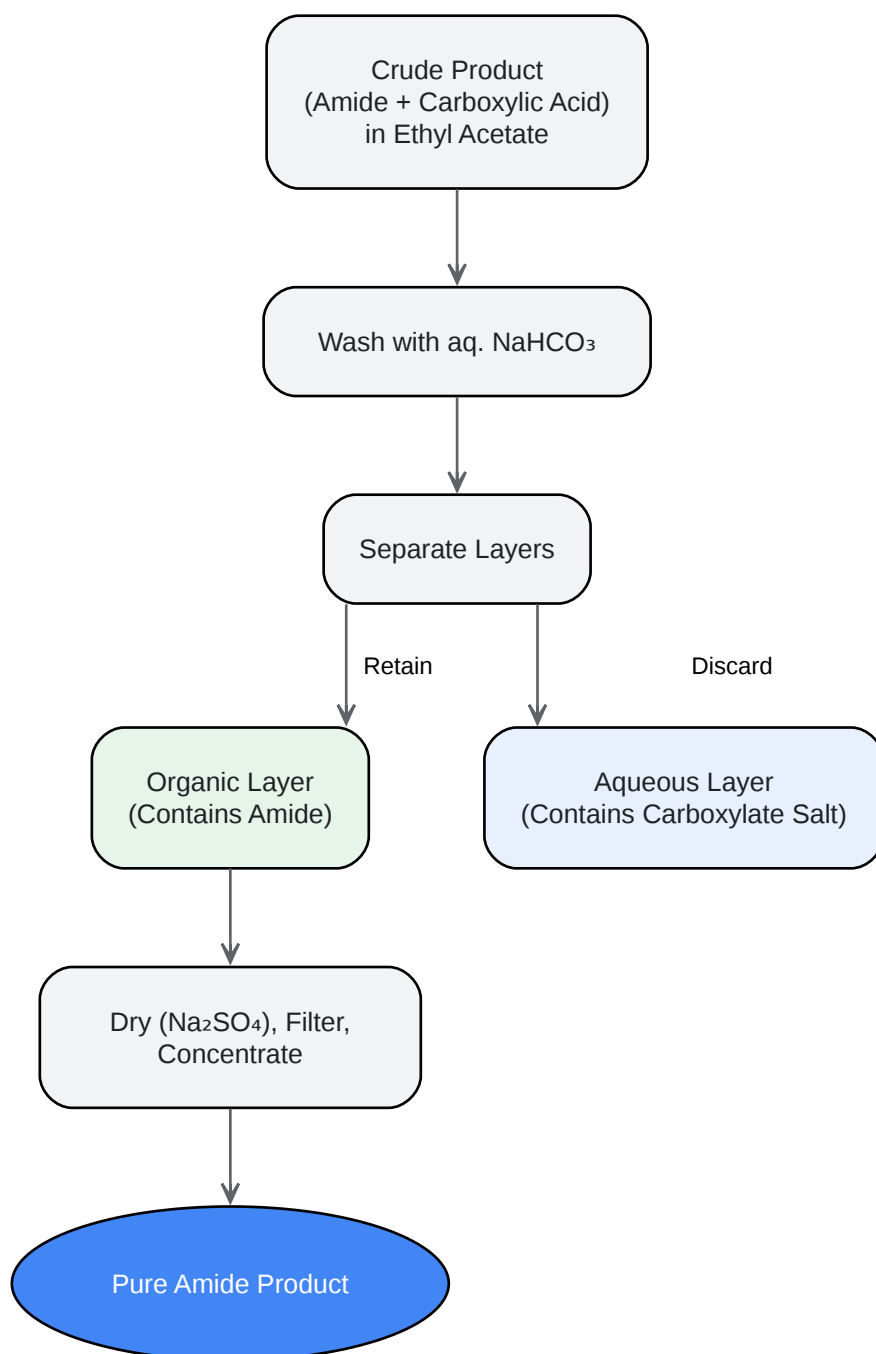 Crude Product
(Amide + Carboxylic Acid)
in Ethyl Acetate
Wash with aq. NaHCO₃
Separate Layers
Retain
Discard
Organic Layer
(Contains Amide)
Aqueous Layer
(Contains Carboxylate Salt)
Dry (Na₂SO₄), Filter,
Concentrate
Pure Amide Product